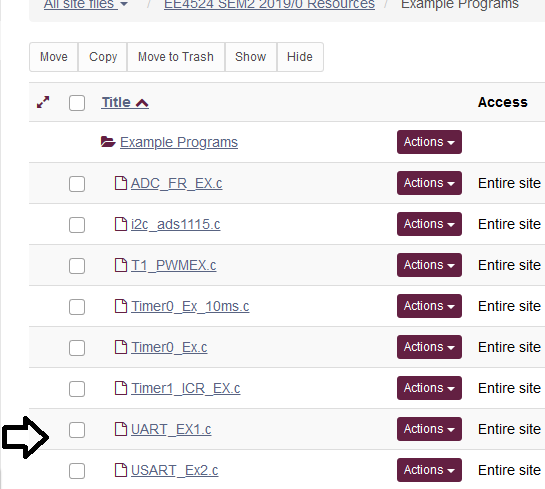 All site files / EE4524 SEM2 2019/0 Resources / Example Programs
Move Copy Move to Trash Show Hide
Title Access
Example Programs Actions
ADC_FR_EX.c Actions Entire site
i2c_ads1115.c Actions Entire site
T1_PWMEX.c Actions Entire site
Timer0_Ex_10ms.c Actions Entire site
Timer0_Ex.c Actions Entire site
Timer1_ICR_EX.c Actions Entire site
UART_EX1.c Actions Entire site
USART_Ex2.c Actions Entire site